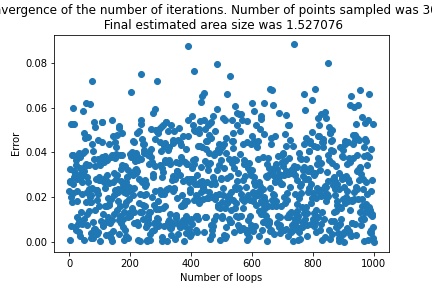 vergence of the number of iterations. Number of points sampled was 30
Final estimated area size was 1.527076
0.08
0.06
0.04
0.02
0.00
Error
0 200 400 600 800 1000
Number of loops